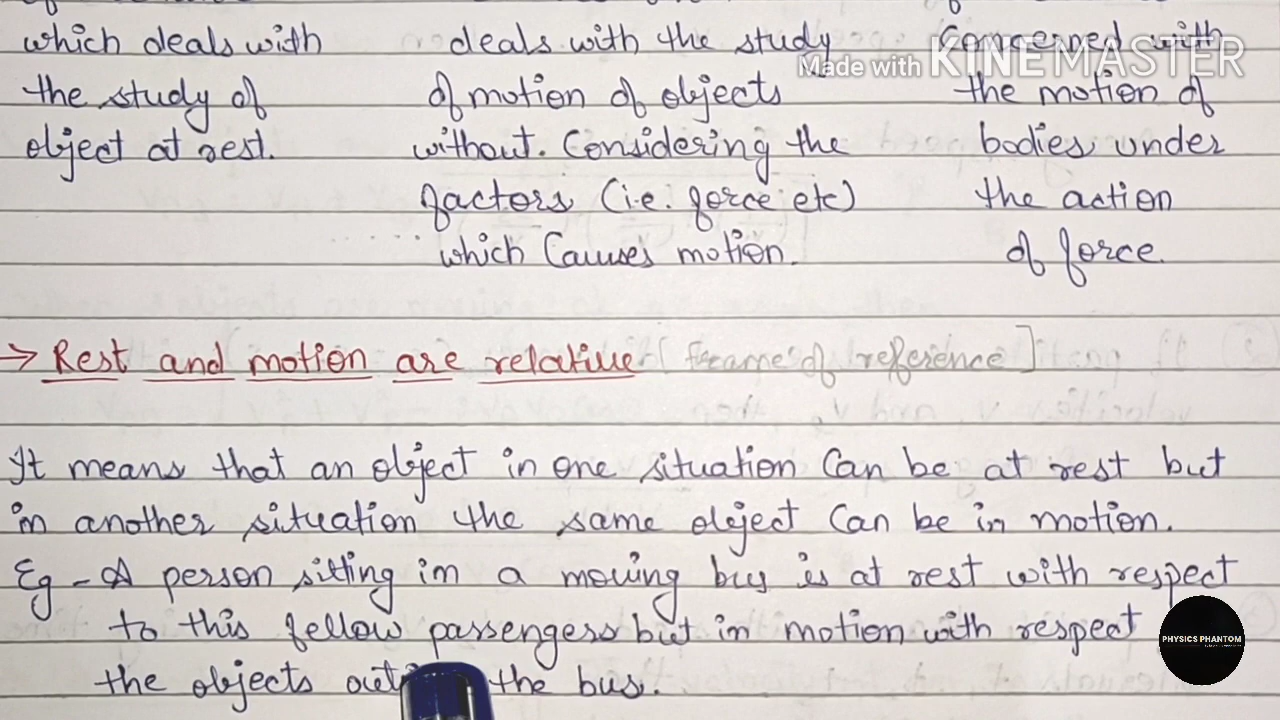 which deals with
the study of
object at rest.
deals with the study
of motion of objects
without. Considering the
factors (i.e. force etc)
which Causes motion.
Concerned with
the motion of
bodies under
the action
of force.
Made with KINEMASTER
→ Rest and motion are relative [frame of reference]
It means that an object in one situation Can be at rest but
in another situation the same object Can be in motion.
Eg - A person sitting in a moving bus is at rest with respect
to this fellow passengers but in motion with respect
the objects the bus.
PHYSICS PHANTOM